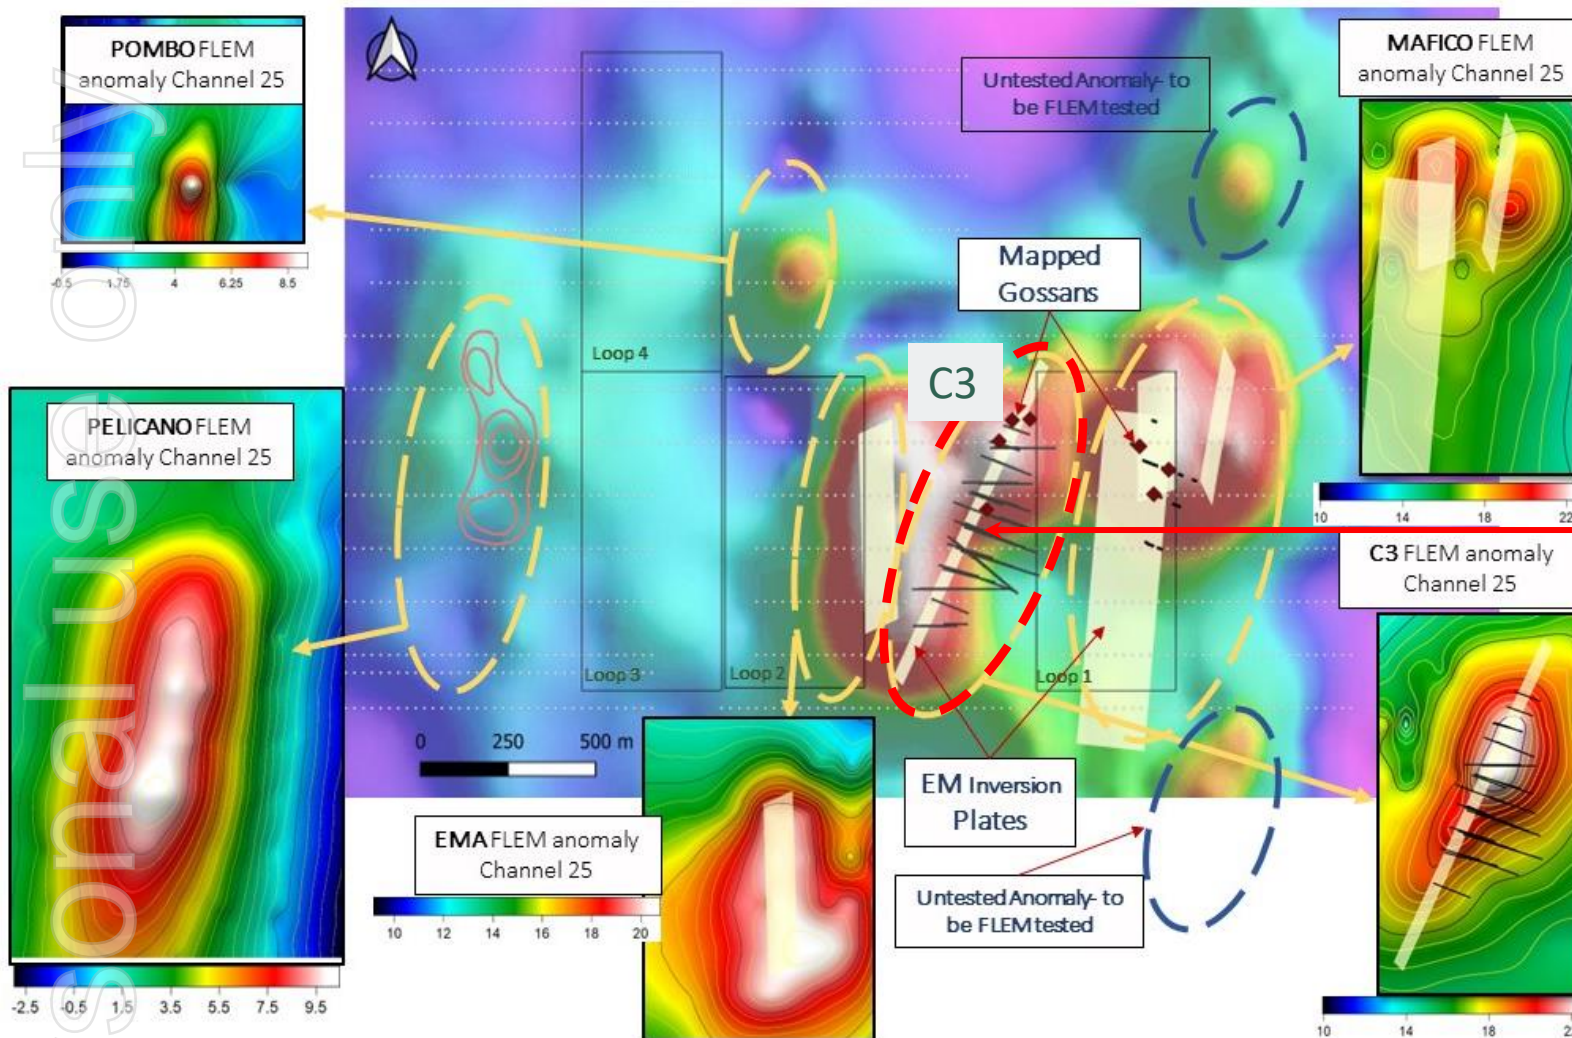 POMBO FLEM
anomaly Channel 25
-0.5 1.75 4 6.25 8.5
Untested Anomaly- to
be FLEM tested
MAFICO FLEM
anomaly Channel 25
10 14 18 22
Mapped
Gossans
Loop 4
C3
PELICANO FLEM
anomaly Channel 25
-2.5 -0.5 1.5 3.5 5.5 7.5 9.5
Loop 3
Loop 2
Loop 1
0 250 500 m
EM Inversion
Plates
C3 FLEM anomaly
Channel 25
10 14 18
EMA FLEM anomaly
Channel 25
10 12 14 16 18 20
Untested Anomaly- to
be FLEM tested
sonal use only